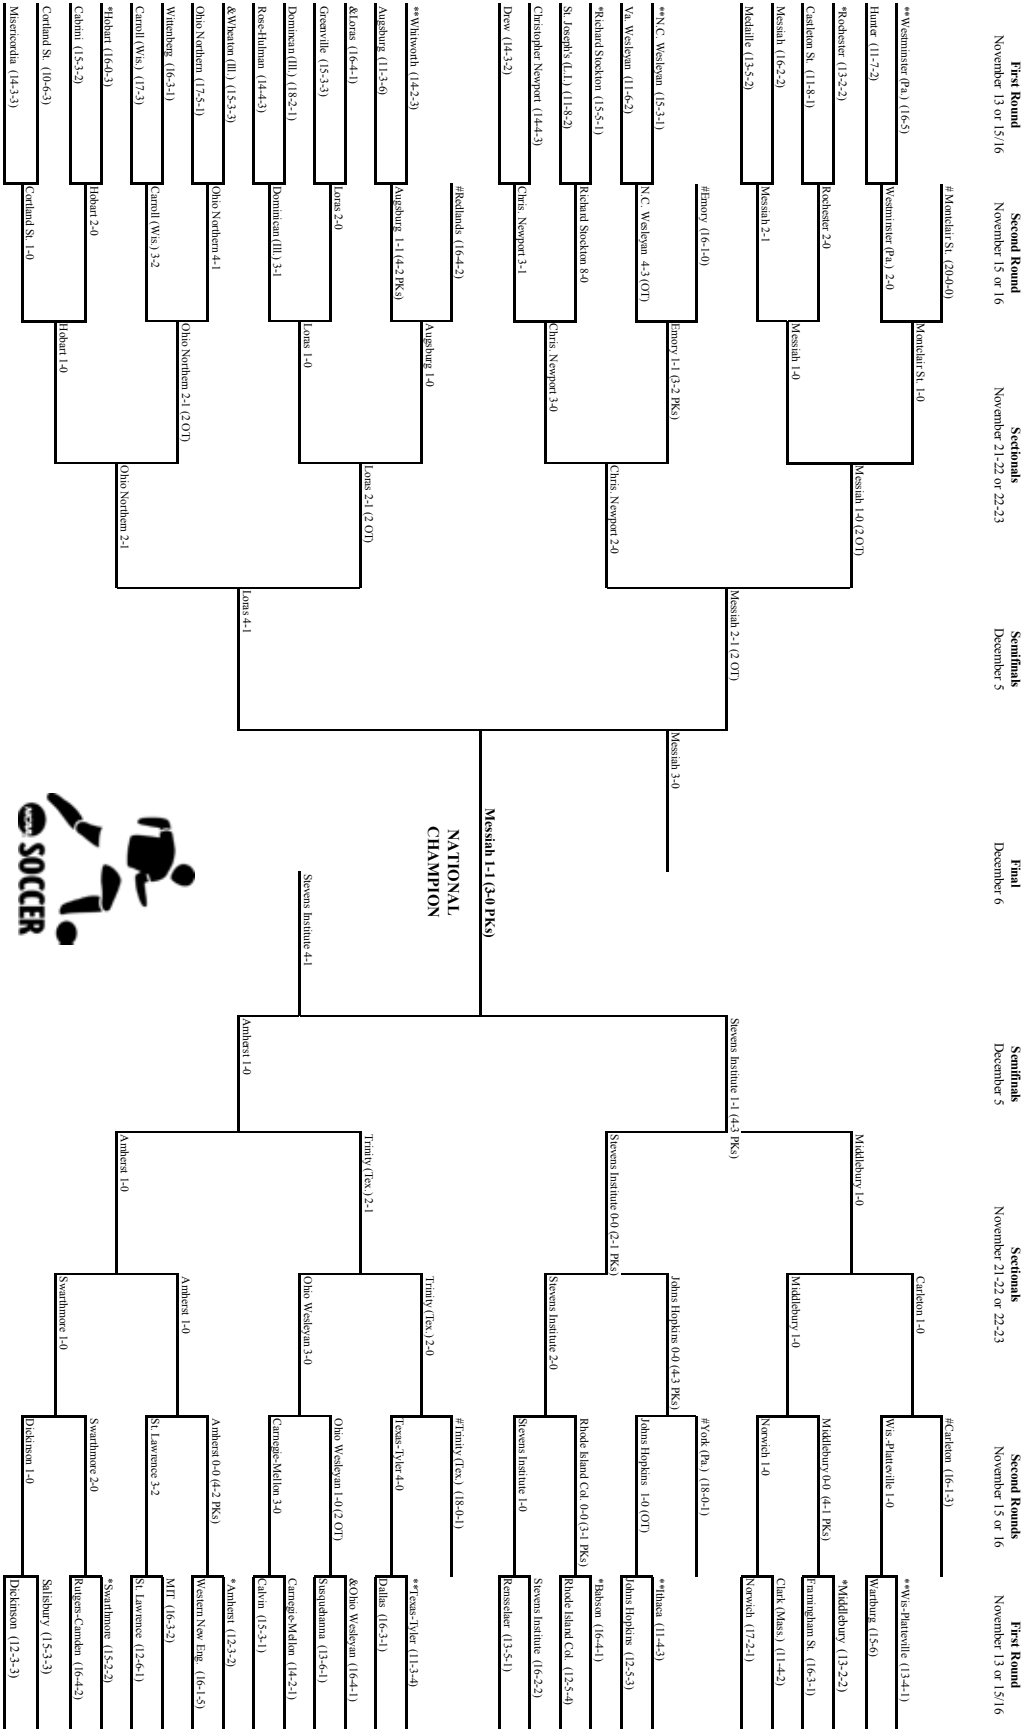 First Round
November 13 or 15/16
Second Round
November 15 or 16
Sectionals
November 21-22 or 22-23
Semifinals
December 5
Final
December 6
Semifinals
December 5
Sectionals
November 21-22 or 22-23
Second Rounds
November 15 or 16
First Round
November 13 or 15/16
**Westminster (Pa.) (16-5)
Hunter (11-7-2)
*Rochester (13-2-2)
Castleton St. (11-8-1)
Messiah (16-2-2)
Medaille (13-5-2)
**N.C. Wesleyan (15-3-1)
Va. Wesleyan (11-6-2)
*Richard Stockton (15-5-1)
St. Joseph's (L.I.) (11-8-2)
Christopher Newport (14-4-3)
Drew (14-3-2)
**Whitworth (14-2-3)
Augsburg (11-3-6)
&Loras (16-4-1)
Greenville (15-3-3)
Domincan (Ill.) (18-2-1)
Rose-Hulman (14-4-3)
&Wheaton (Ill.) (15-3-3)
Ohio Northern (17-5-1)
Wittenberg (16-3-1)
Carroll (Wis.) (17-3)
*Hobart (16-0-3)
Cabrini (15-3-2)
Cortland St. (10-6-3)
Misericordia (14-3-3)
#Montclair St. (20-0-0)
Westminster (Pa.) 2-0
Rochester 2-0
Messiah 2-1
#Emory (16-1-0)
N.C. Wesleyan 4-3 (OT)
Richard Stockton 8-0
Chris. Newport 3-1
#Redlands (16-4-2)
Augsburg 1-1 (4-2 PKs)
Loras 2-0
Dominican (Ill.) 3-1
Ohio Northern 4-1
Carroll (Wis.) 3-2
Hobart 2-0
Cortland St. 1-0
Montclair St. 1-0
Messiah 1-0
Emory 1-1 (3-2 PKs)
Chris. Newport 3-0
Augsburg 1-0
Loras 1-0
Ohio Northern 2-1 (2 OT)
Hobart 1-0
Messiah 1-0 (2 OT)
Chris. Newport 2-0
Loras 2-1 (2 OT)
Ohio Northern 2-1
Messiah 2-1 (2 OT)
Loras 4-1
Messiah 3-0
Messiah 1-1 (3-0 PKs)
NATIONAL
CHAMPION
Stevens Institute 4-1
NCAA SOCCER
Stevens Institute 1-1 (4-3 PKs)
Amherst 1-0
Middlebury 1-0
Stevens Institute 0-0 (2-1 PKs)
Trinity (Tex.) 2-1
Amherst 1-0
Carleton 1-0
Middlebury 1-0
Johns Hopkins 0-0 (4-3 PKs)
Stevens Institute 2-0
Trinity (Tex.) 2-0
Ohio Wesleyan 3-0
Amherst 1-0
Swarthmore 1-0
#Carleton (16-1-3)
Wis.-Platteville 1-0
Middlebury 0-0 (4-1 PKs)
Norwich 1-0
#York (Pa.) (18-0-1)
Johns Hopkins 1-0 (OT)
Rhode Island Col. 0-0 (3-1 PKs)
Stevens Institute 1-0
#Trinity (Tex.) (18-0-1)
Texas-Tyler 4-0
Ohio Wesleyan 1-0 (2 OT)
Carnegie-Mellon 3-0
Amherst 0-0 (4-2 PKs)
St. Lawrence 3-2
Swarthmore 2-0
Dickinson 1-0
**Wis-Platteville (13-4-1)
Wartburg (15-6)
*Middlebury (13-2-2)
Framingham St. (16-3-1)
Clark (Mass.) (11-4-2)
Norwich (17-2-1)
**Ithaca (11-4-3)
Johns Hopkins (12-5-3)
*Babson (16-4-1)
Rhode Island Col. (12-5-4)
Stevens Institute (16-2-2)
Rensselaer (13-5-1)
**Texas-Tyler (11-3-4)
Dallas (16-3-1)
&Ohio Wesleyan (16-4-1)
Susquehanna (13-6-1)
Carnegie-Mellon (14-2-1)
Calvin (15-3-1)
*Amherst (12-3-2)
Western New Eng. (16-1-5)
MIT (16-3-2)
St. Lawrence (12-6-1)
*Swarthmore (15-2-2)
Rutgers-Camden (16-4-2)
Salisbury (15-3-3)
Dickinson (12-3-3)